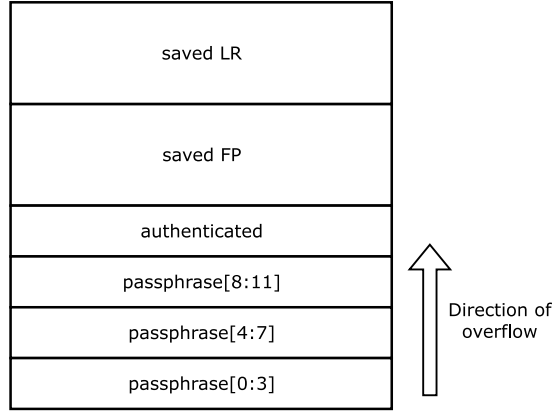 saved LR
saved FP
authenticated
passphrase[8:11]
passphrase[4:7]
passphrase[0:3]
Direction of
overflow